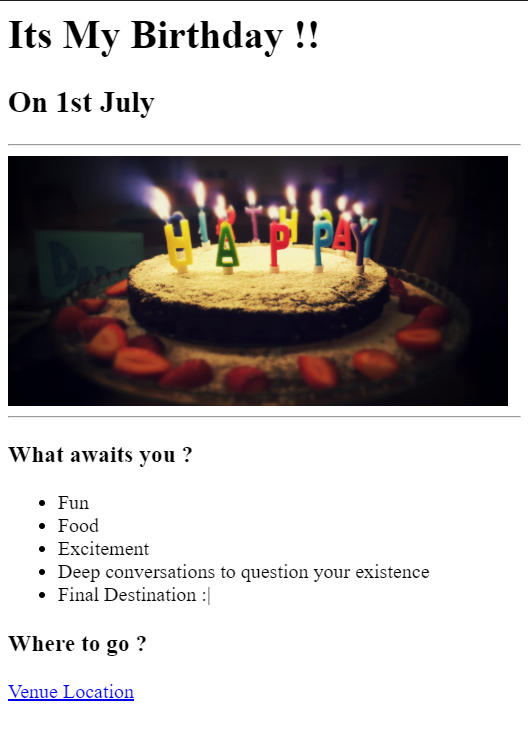 Its My Birthday !!
On 1st July
BIRTHDAY
HAPPY
What awaits you ?
Fun
Food
Excitement
Deep conversations to question your existence
Final Destination :|
Where to go ?
Venue Location